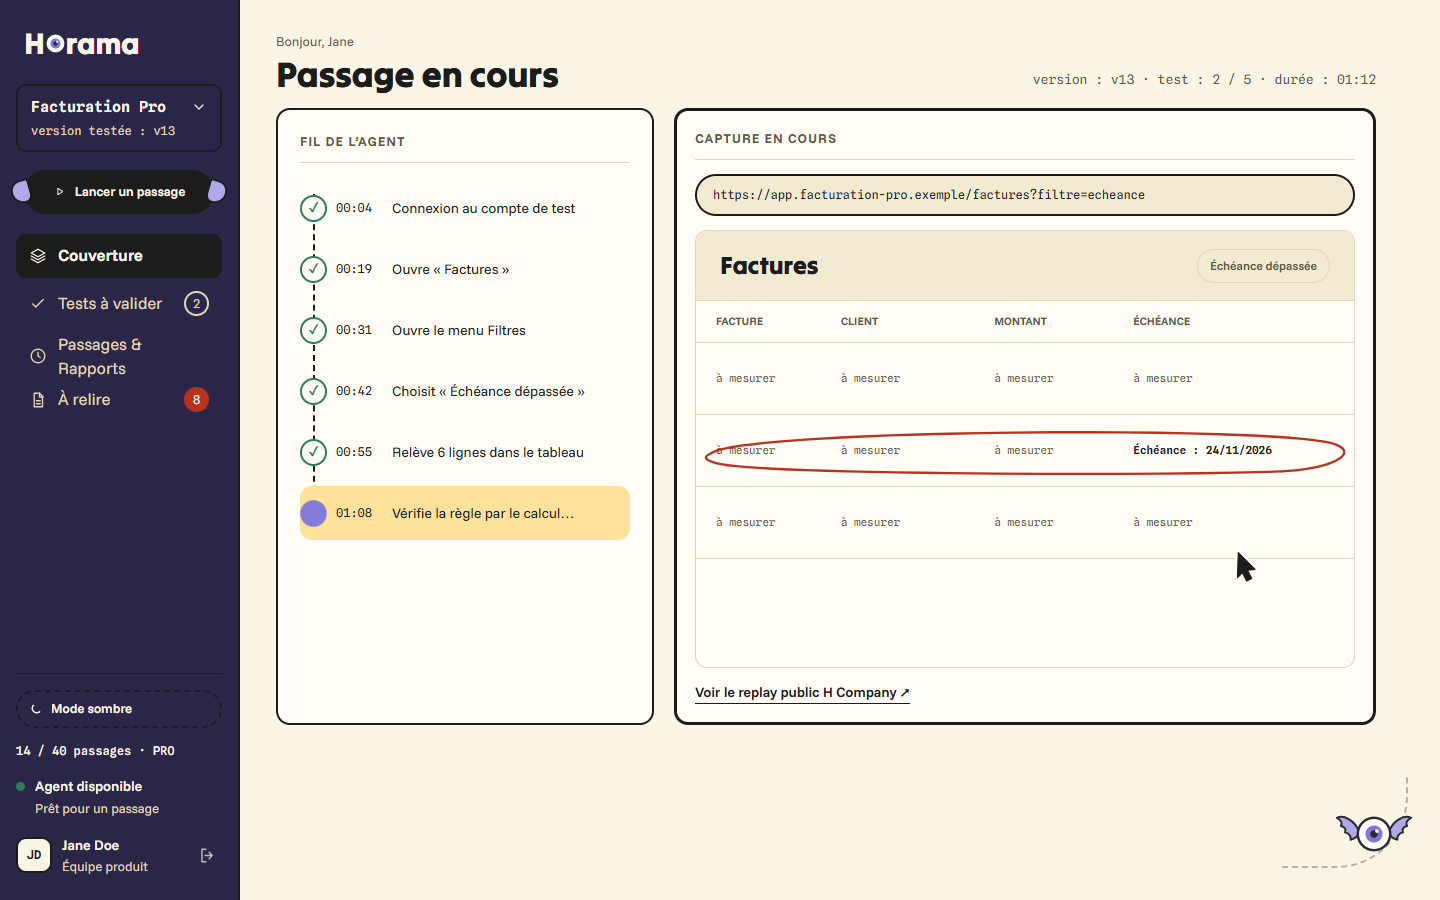 Horama
Facturation Pro
version testée : v13
Lancer un passage
Couverture
Tests à valider 2
Passages &
Rapports
À relire 8
Mode sombre
14 / 40 passages · PRO
Agent disponible
Prêt pour un passage
JD
Jane Doe
Équipe produit
Bonjour, Jane
Passage en cours
version : v13 · test : 2 / 5 · durée : 01:12
FIL DE L’AGENT
00:04 Connexion au compte de test
00:19 Ouvre « Factures »
00:31 Ouvre le menu Filtres
00:42 Choisit « Échéance dépassée »
00:55 Relève 6 lignes dans le tableau
01:08 Vérifie la règle par le calcul…
CAPTURE EN COURS
https://app.facturation-pro.exemple/factures?filtre=echeance
Factures
Échéance dépassée
FACTURE CLIENT MONTANT ÉCHÉANCE
à mesurer à mesurer à mesurer à mesurer
à mesurer à mesurer à mesurer Échéance : 24/11/2026
à mesurer à mesurer à mesurer à mesurer
Voir le replay public H Company ↗